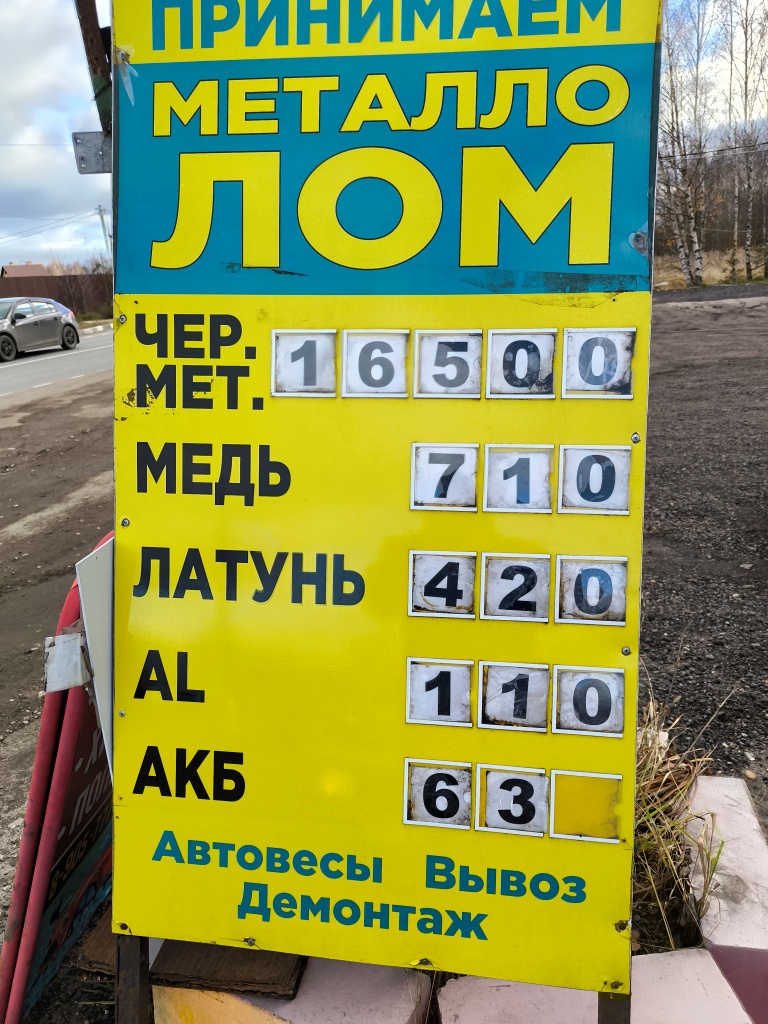 ПРИНИМАЕМ
МЕТАЛЛО
ЛОМ
ЧЕР.
МЕТ. 16500
МЕДЬ 710
ЛАТУНЬ 420
AL 110
АКБ 63
Автовесы Вывоз
Демонтаж